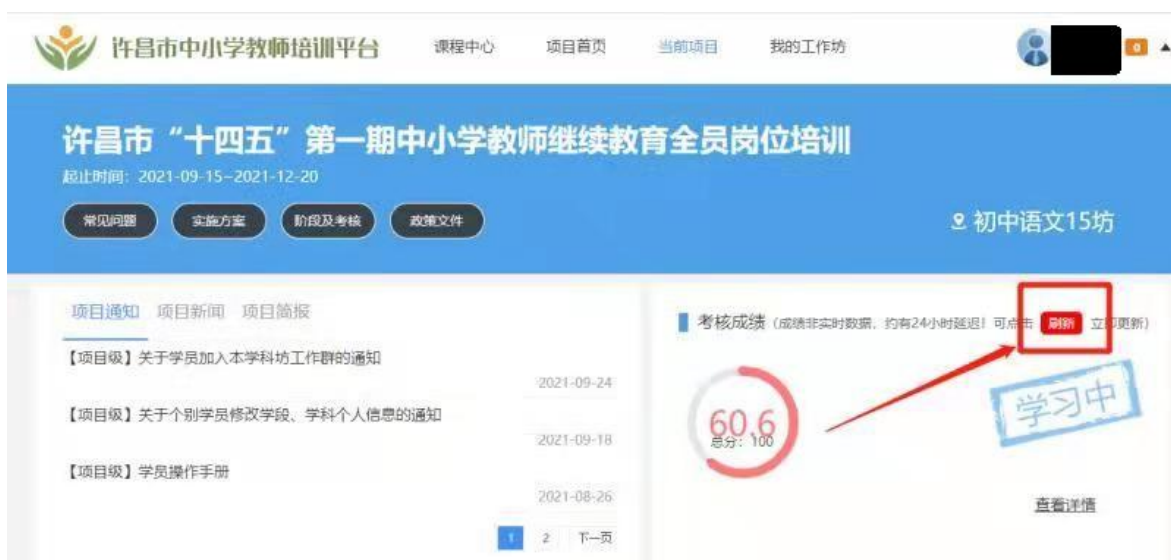 许昌市中小学教师培训平台 课程中心 项目首页 当前项目 我的工作坊 0
许昌市“十四五”第一期中小学教师继续教育全员岗位培训
起止时间：2021-09-15-2021-12-20
常见问题 实施方案 阶段及考核 政策文件
初中语文15坊
项目通知 项目新闻 项目简报
【项目级】关于学员加入本学科坊工作群的通知
2021-09-24
【项目级】关于个别学员修改学段、学科个人信息的通知
2021-09-18
【项目级】学员操作手册
2021-08-26
1 2 下一页
考核成绩（成绩非实时数据，约有24小时延迟！可点击 刷新 立即更新）
60.6
总分：100
学习中
查看详情